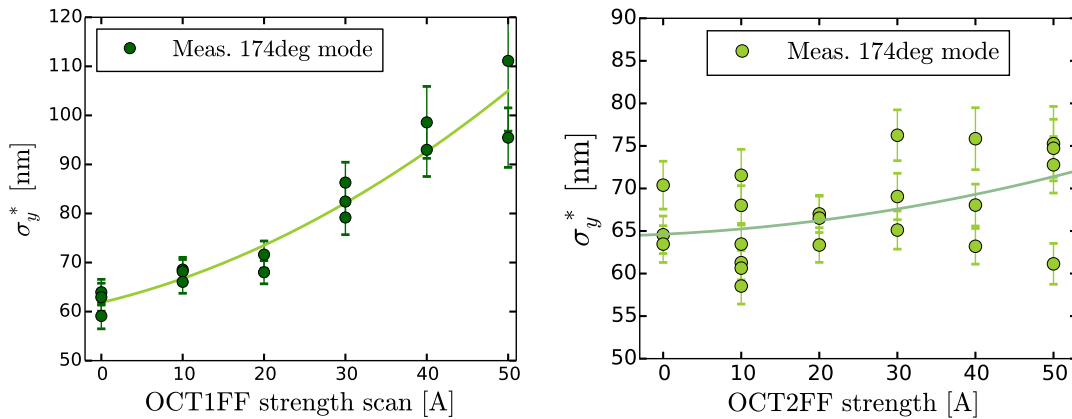 120
110
100
90
80
70
60
50
σ*y [nm]
Meas. 174deg mode
0 10 20 30 40 50
OCT1FF strength scan [A]
90
85
80
75
70
65
60
55
50
σ*y [nm]
Meas. 174deg mode
0 10 20 30 40 50
OCT2FF strength [A]